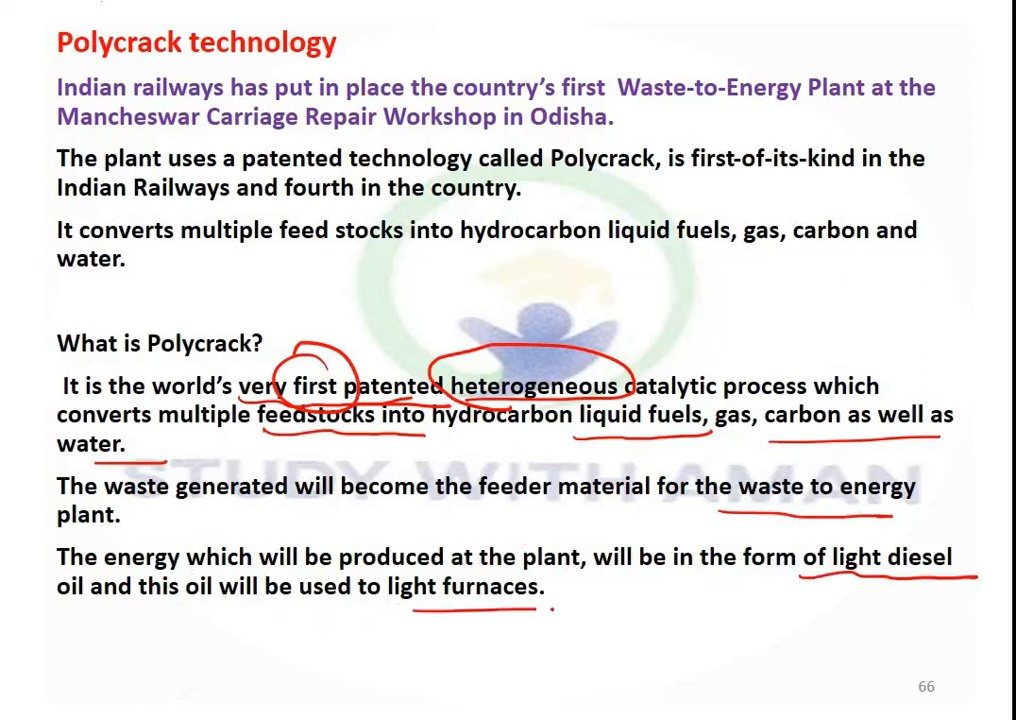 Polycrack technology
Indian railways has put in place the country's first Waste-to-Energy Plant at the
Mancheswar Carriage Repair Workshop in Odisha.
The plant uses a patented technology called Polycrack, is first-of-its-kind in the
Indian Railways and fourth in the country.
It converts multiple feed stocks into hydrocarbon liquid fuels, gas, carbon and
water.
What is Polycrack?
It is the world's very first patented heterogeneous catalytic process which
converts multiple feedstocks into hydrocarbon liquid fuels, gas, carbon as well as
water.
STUDY WITH AMAN
The waste generated will become the feeder material for the waste to energy
plant.
The energy which will be produced at the plant, will be in the form of light diesel
oil and this oil will be used to light furnaces.
66